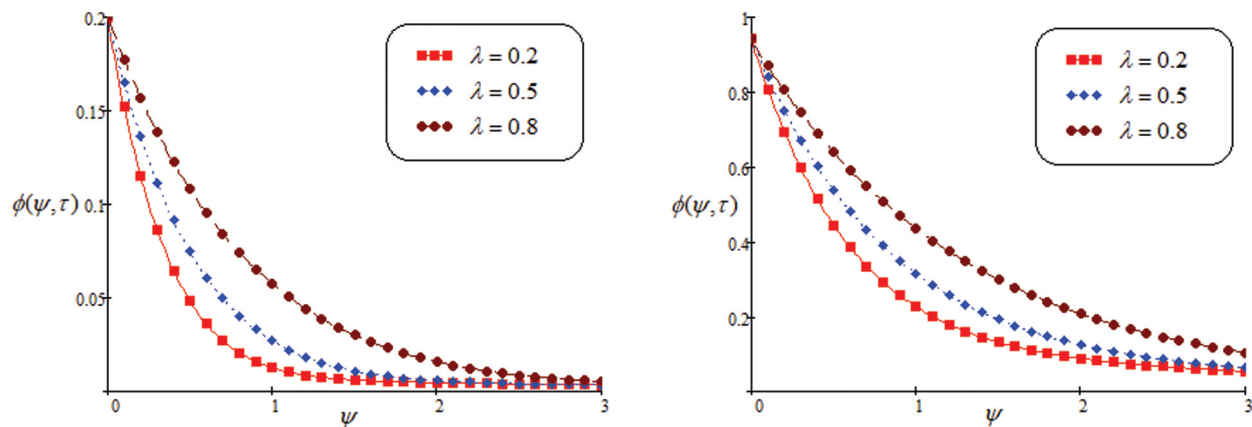 0.2
0.15
ϕ(ψ,τ) 0.1
0.05
0 1 2 3
ψ
λ = 0.2
λ = 0.5
λ = 0.8
1
0.8
0.6
ϕ(ψ,τ)
0.4
0.2
0 1 2 3
ψ
λ = 0.2
λ = 0.5
λ = 0.8